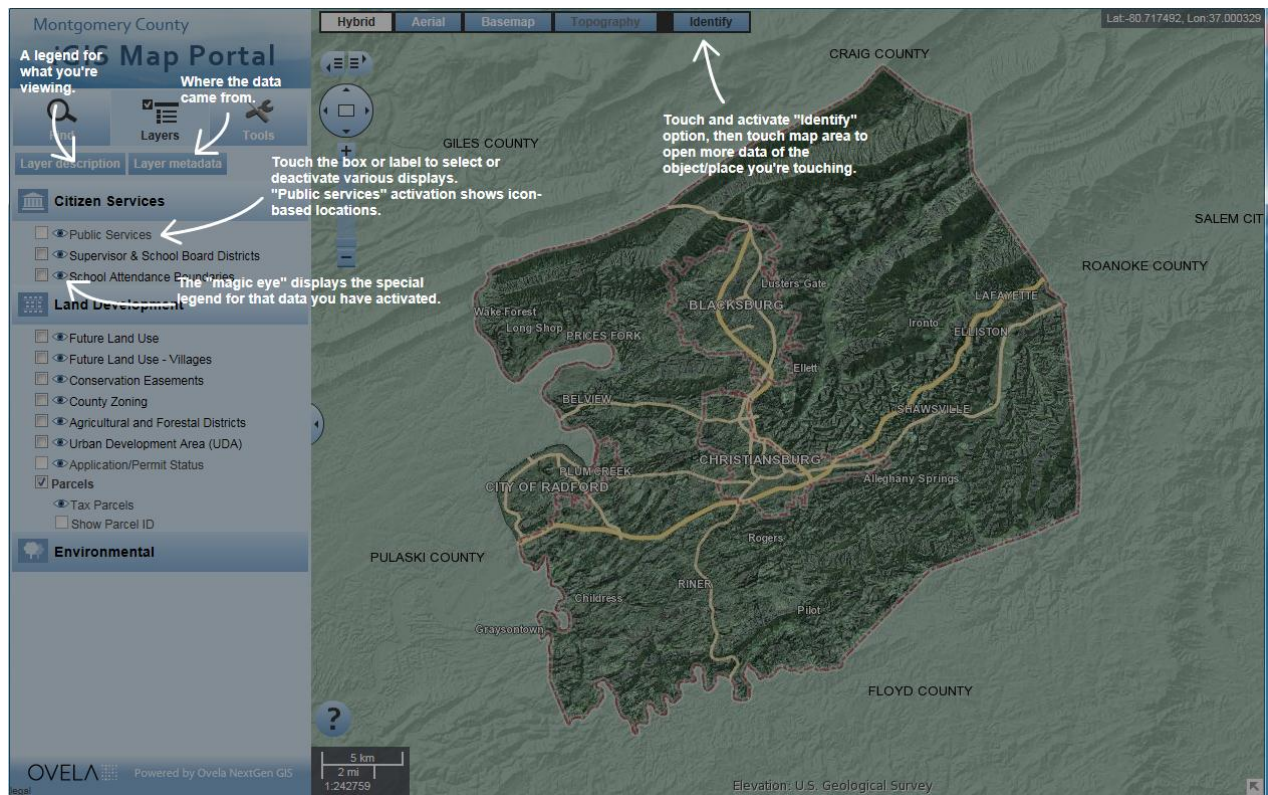 Montgomery County
iGIS Map Portal
A legend for
what you're
viewing.
Where the data
came from.
Find
Layers
Tools
Layer description
Layer metadata
Touch the box or label to select or
deactivate various displays.
"Public services" activation shows icon-
based locations.
Citizen Services
Public Services
Supervisor & School Board Districts
School Attendance Boundaries
The "magic eye" displays the special
legend for that data you have activated.
Land Development
Future Land Use
Future Land Use - Villages
Conservation Easements
County Zoning
Agricultural and Forestal Districts
Urban Development Area (UDA)
Application/Permit Status
Parcels
Tax Parcels
Show Parcel ID
Environmental
OVELA
Powered by Ovela NextGen GIS
legal
Hybrid
Aerial
Basemap
Topography
Identify
Lat:-80.717492, Lon:37.000329
Touch and activate "Identify"
option, then touch map area to
open more data of the
object/place you're touching.
CRAIG COUNTY
GILES COUNTY
SALEM CIT
ROANOKE COUNTY
Lusters Gate
LAFAYETTE
BLACKSBURG
Wake Forest
Long Shop
PRICES FORK
Ironto
ELLISTON
Ellett
BELVIEW
SHAWSVILLE
CHRISTIANSBURG
PLUM CREEK
Alleghany Springs
CITY OF RADFORD
Rogers
PULASKI COUNTY
RINER
Childress
Pilot
Graysontown
FLOYD COUNTY
?
5 km
2 mi
1:242759
Elevation: U.S. Geological Survey